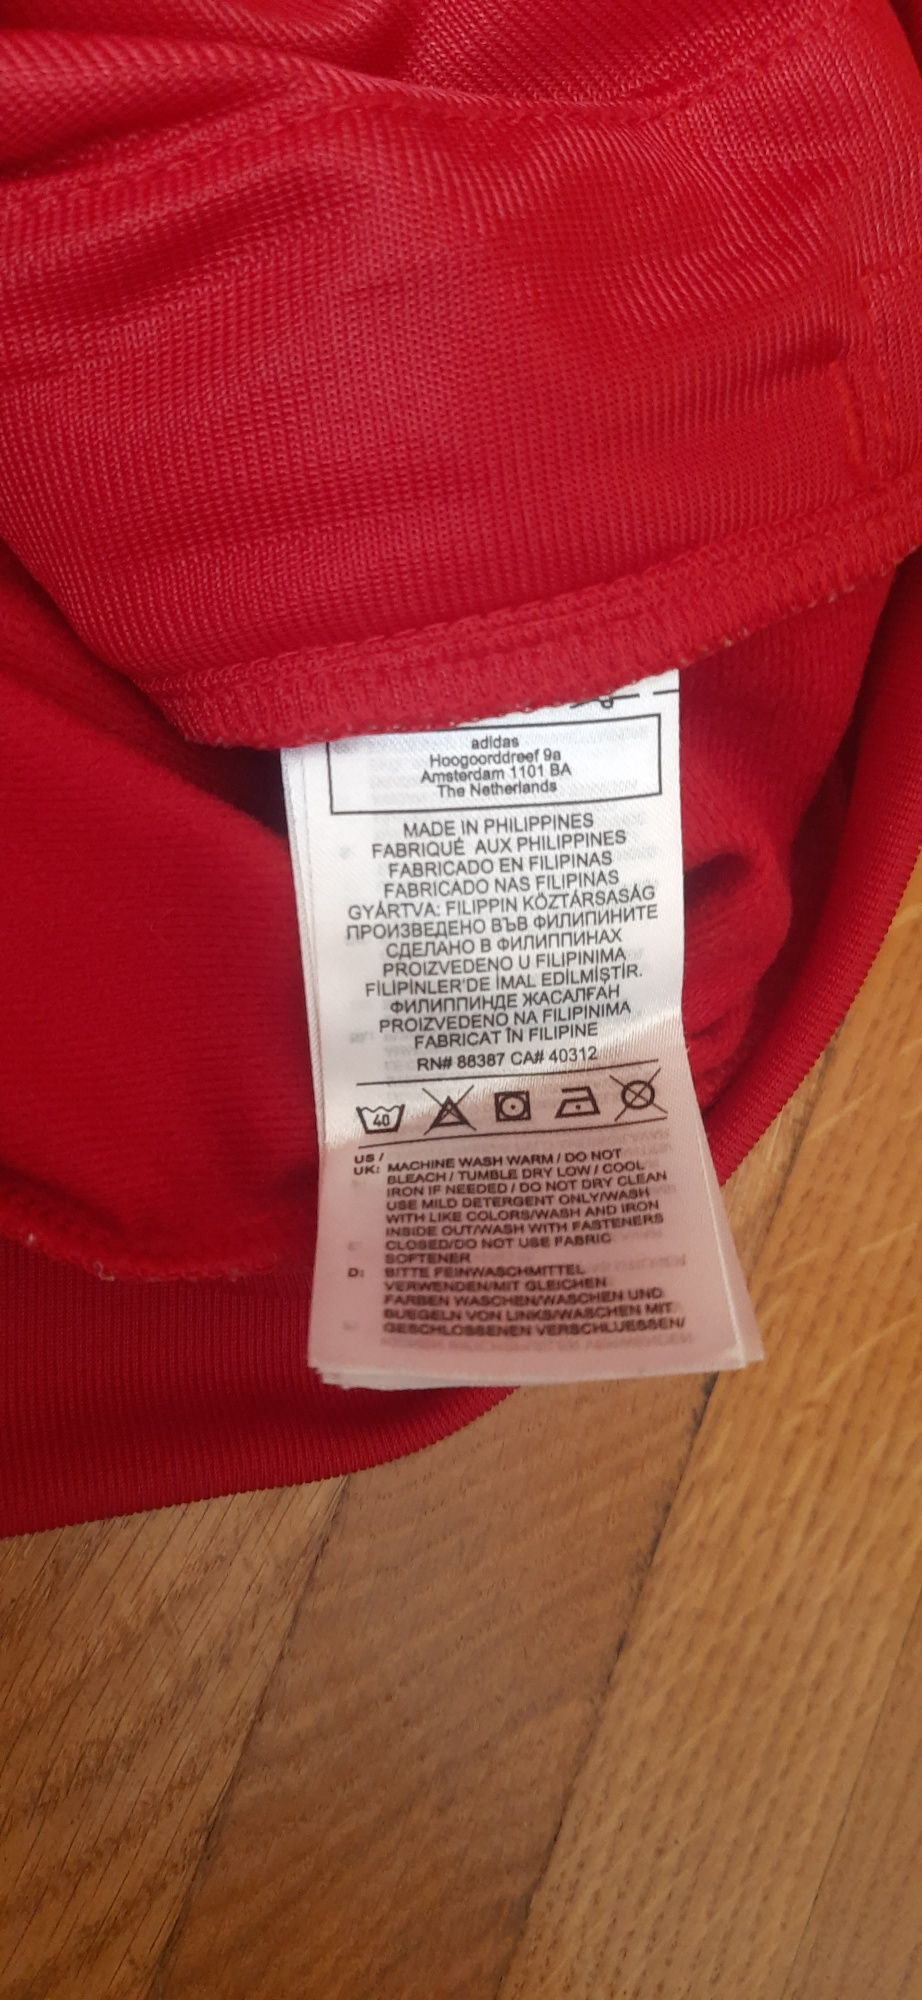 adidas
Hoogoorddreef 9a
Amsterdam 1101 BA
The Netherlands
MADE IN PHILIPPINES
FABRIQUÉ AUX PHILIPPINES
FABRICADO EN FILIPINAS
FABRICADO NAS FILIPINAS
GYÁRTVA: FILIPPIN KÖZTÁRSASÁG
ПРОИЗВЕДЕНО ВЪВ ФИЛИПИНИТЕ
СДЕЛАНО В ФИЛИППИНАХ
PROIZVEDENO U FILIPINIMA
FİLİPİNLER'DE İMAL EDİLMİŞTİR.
ФИЛИППИНДЕ ЖАСАЛҒАН
PROIZVEDENO NA FILIPINIMA
FABRICAT ÎN FILIPINE
RN# 88387 CA# 40312
40
US /
UK: MACHINE WASH WARM / DO NOT
BLEACH / TUMBLE DRY LOW / COOL
IRON IF NEEDED / DO NOT DRY CLEAN
USE MILD DETERGENT ONLY/WASH
WITH LIKE COLORS/WASH AND IRON
INSIDE OUT/WASH WITH FASTENERS
CLOSED/DO NOT USE FABRIC
SOFTENER
D: BITTE FEINWASCHMITTEL
VERWENDEN/MIT GLEICHEN
FARBEN WASCHEN/WASCHEN UND
BUEGELN VON LINKS/WASCHEN MIT
GESCHLOSSENEN VERSCHLUESSEN/